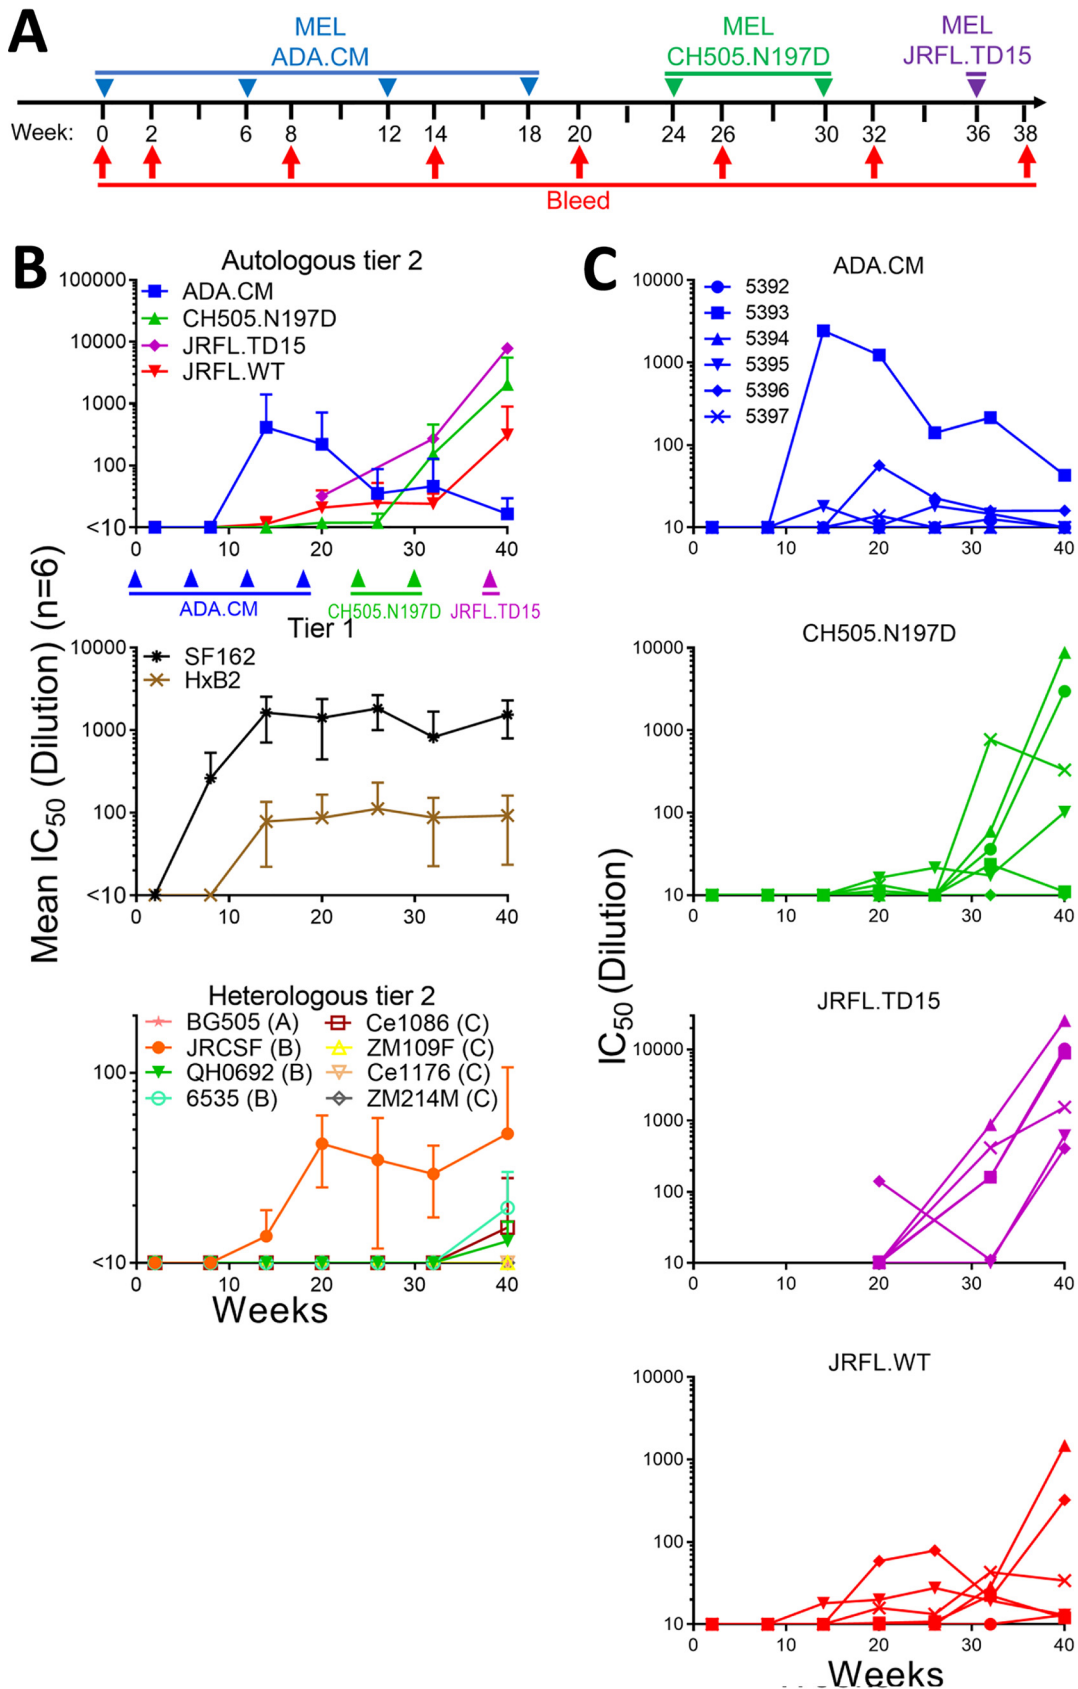 A
MEL
ADA.CM
MEL
CH505.N197D
MEL
JRFL.TD15
Week: 0 2 6 8 12 14 18 20 24 26 30 32 36 38
Bleed
B
Autologous tier 2
100000
10000
1000
100
<10
ADA.CM
CH505.N197D
JRFL.TD15
JRFL.WT
0 10 20 30 40
ADA.CM CH505.N197D JRFL.TD15
Mean IC50 (Dilution) (n=6)
Tier 1
10000
1000
100
<10
SF162
HxB2
0 10 20 30 40
Heterologous tier 2
BG505 (A) Ce1086 (C)
JRCSF (B) ZM109F (C)
QH0692 (B) Ce1176 (C)
6535 (B) ZM214M (C)
100
<10
0 10 20 30 40
Weeks
C
ADA.CM
10000
1000
100
10
5392
5393
5394
5395
5396
5397
0 10 20 30 40
CH505.N197D
10000
1000
100
10
0 10 20 30 40
IC50 (Dilution)
JRFL.TD15
10000
1000
100
10
0 10 20 30 40
JRFL.WT
10000
1000
100
10
0 10 20 30 40
Weeks